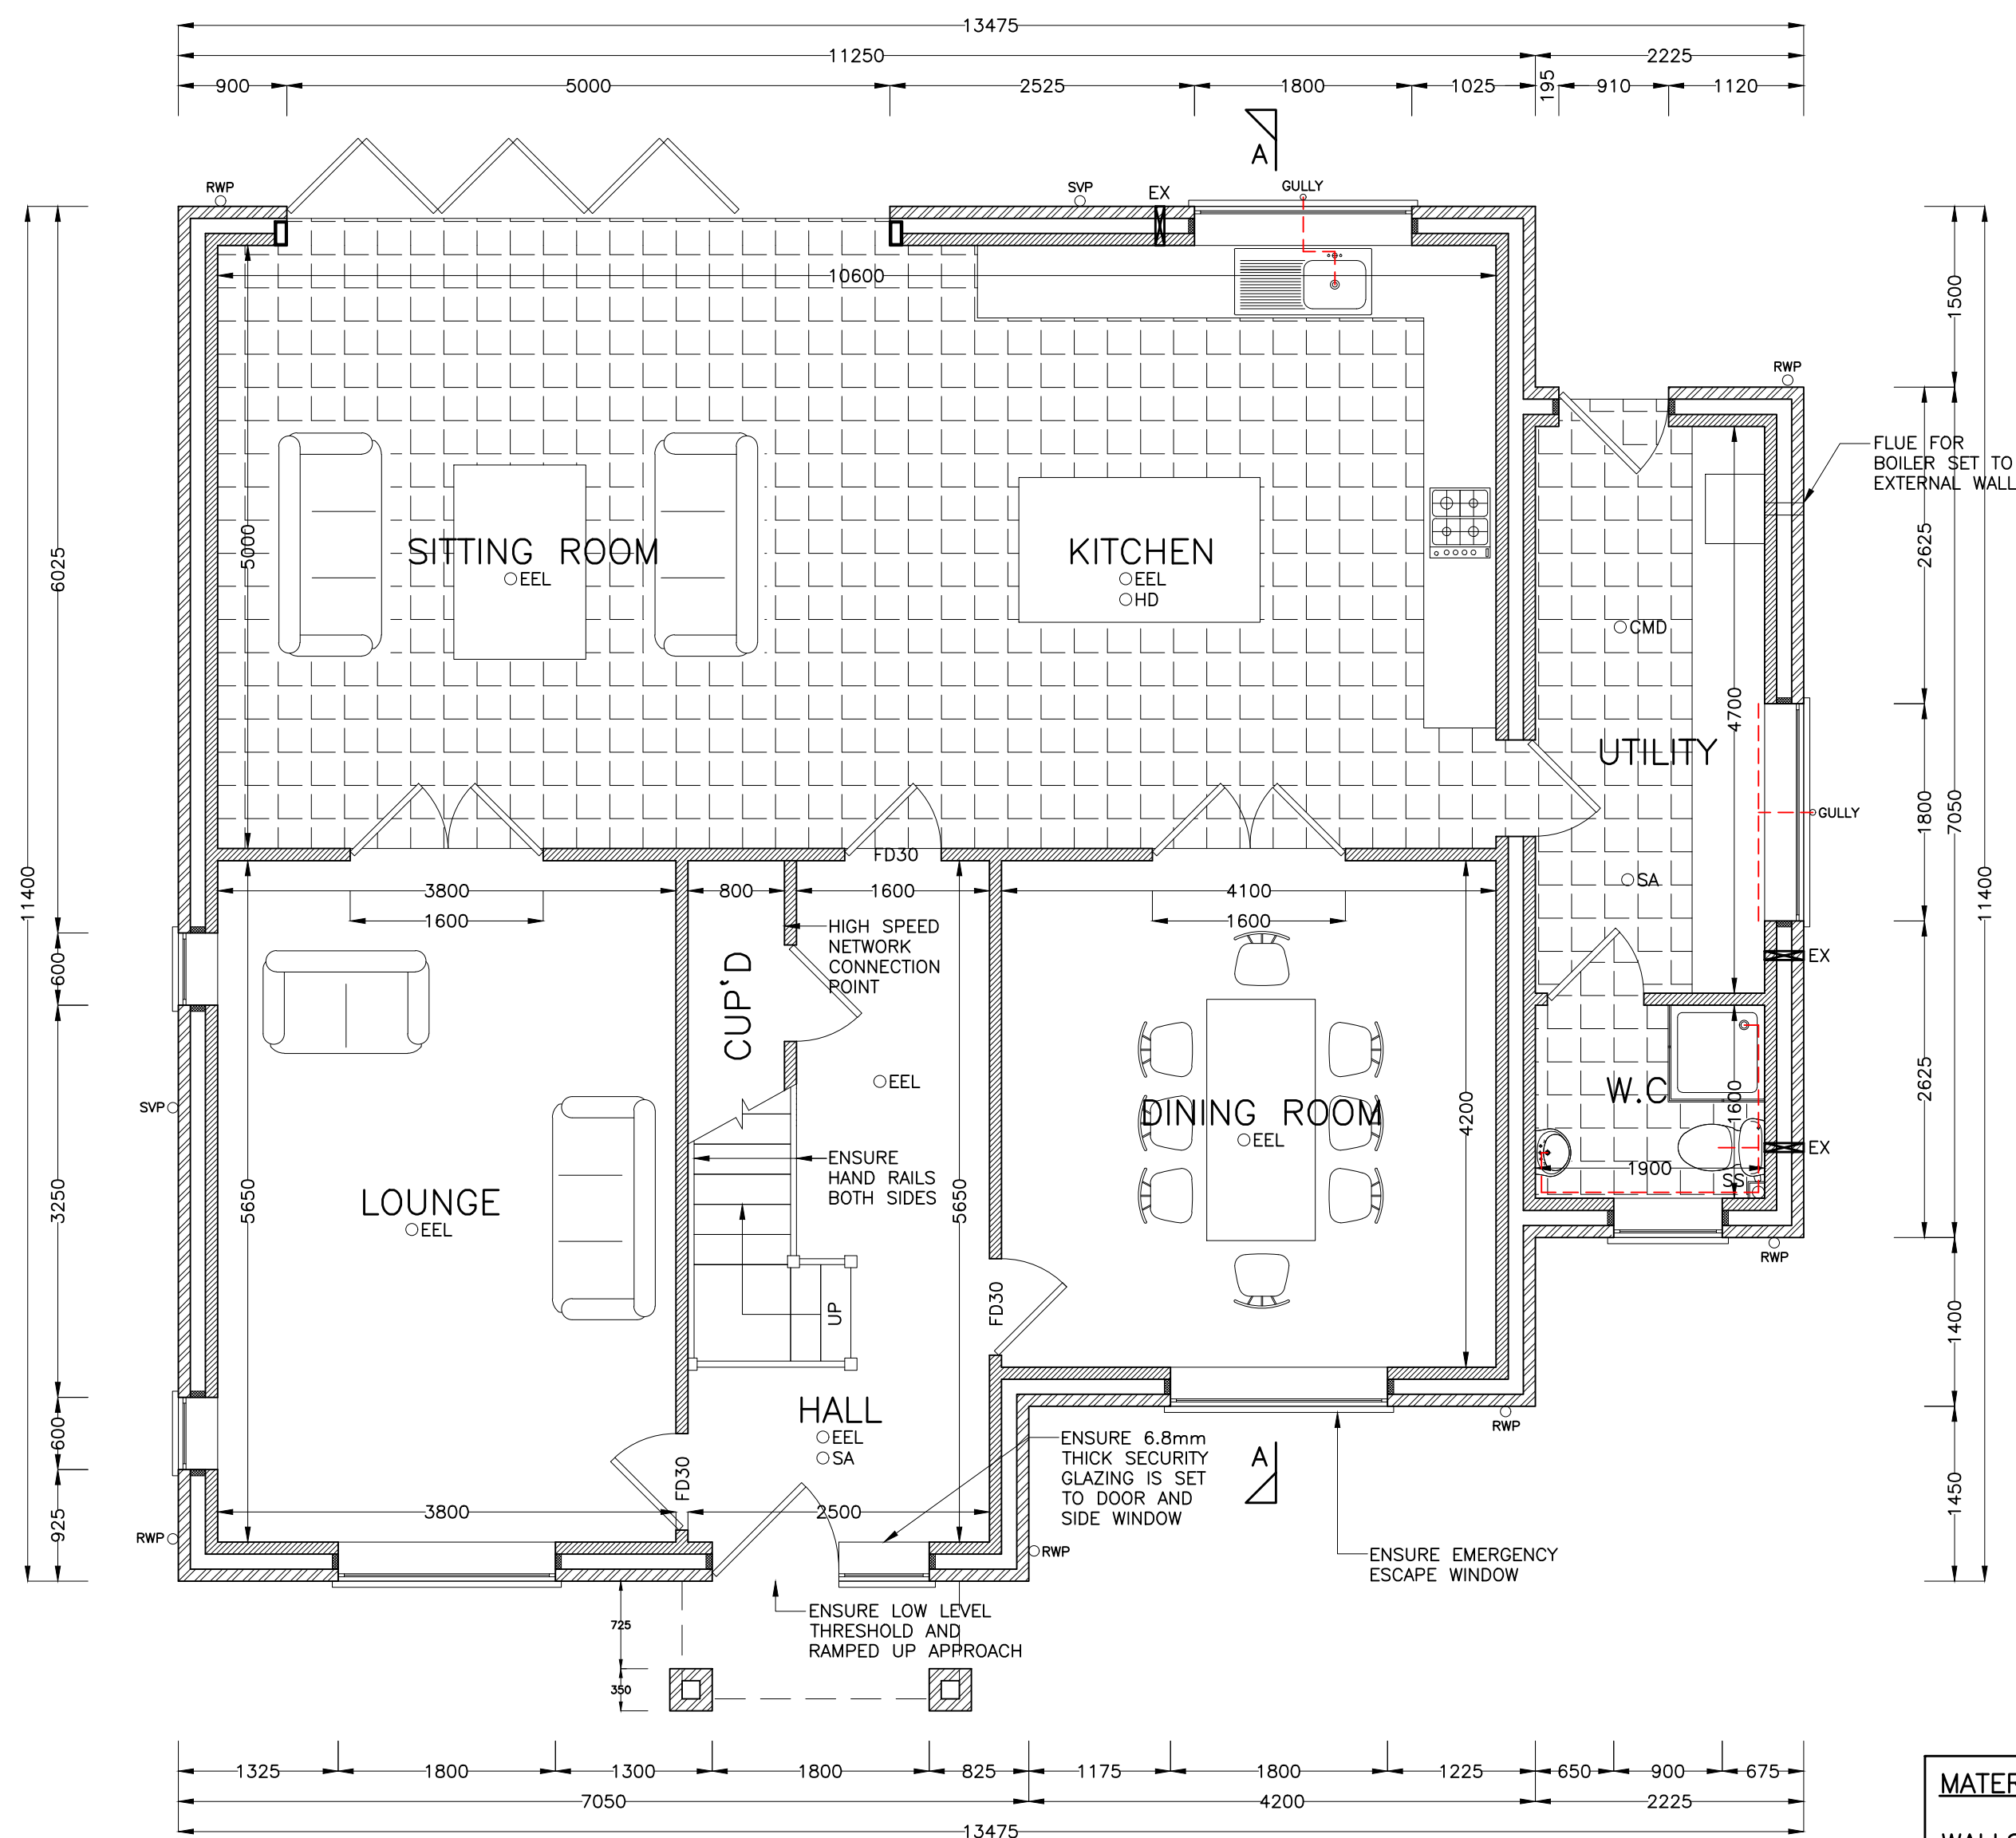 13475
11250 2225
900 5000 2525 1800 1025 195 910 1120
A
RWP SVP EX GULLY
10600
1500
RWP
FLUE FOR
BOILER SET TO
EXTERNAL WALL
6025
5000
SITTING ROOM
EEL
KITCHEN
EEL
HD
CMD
2625
4700
UTILITY
1800
7050
GULLY
11400
11400
FD30
3800 800 1600 4100
1600 1600
SA
HIGH SPEED
NETWORK
CONNECTION
POINT
600
CUP'D
EX
EEL
SVP
W.C
1600
2625
DINING ROOM
EEL
4200
EX
1900
SS
ENSURE
HAND RAILS
BOTH SIDES
3250
5650
LOUNGE
EEL
5650
RWP
FD30
UP
1400
HALL
EEL
SA
RWP
600
FD30
ENSURE 6.8mm
THICK SECURITY
GLAZING IS SET
TO DOOR AND
SIDE WINDOW
A
1450
925
RWP
3800 2500
RWP
ENSURE EMERGENCY
ESCAPE WINDOW
ENSURE LOW LEVEL
THRESHOLD AND
RAMPED UP APPROACH
725
350
1325 1800 1300 1800 825 1175 1800 1225 650 900 675
7050 4200 2225
13475
MATER